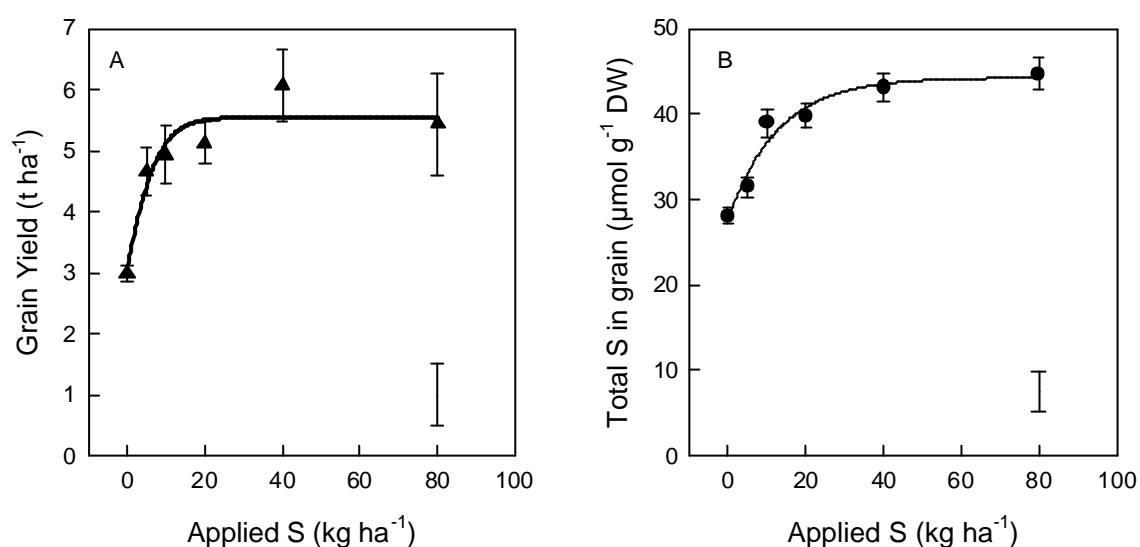 A
Grain Yield (t ha⁻¹)
7
6
5
4
3
2
1
0
0 20 40 60 80 100
Applied S (kg ha⁻¹)
B
Total S in grain (µmol g⁻¹ DW)
50
40
30
20
10
0
0 20 40 60 80 100
Applied S (kg ha⁻¹)